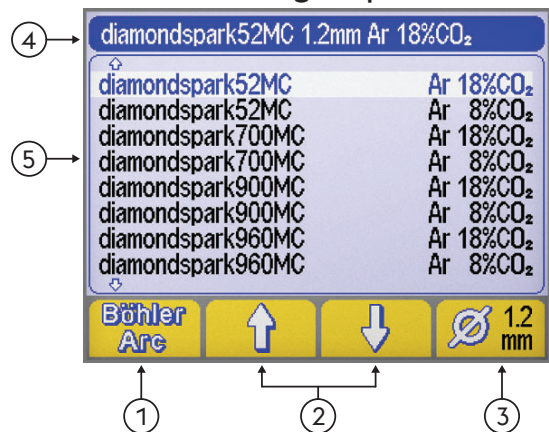 ④ diamondspark52MC 1.2mm Ar 18%CO₂
diamondspark52MC Ar 18%CO₂
diamondspark52MC Ar 8%CO₂
diamondspark700MC Ar 18%CO₂
⑤ diamondspark700MC Ar 8%CO₂
diamondspark900MC Ar 18%CO₂
diamondspark900MC Ar 8%CO₂
diamondspark960MC Ar 18%CO₂
diamondspark960MC Ar 8%CO₂
Böhler
Arc
Ø 1.2
mm
① ② ③